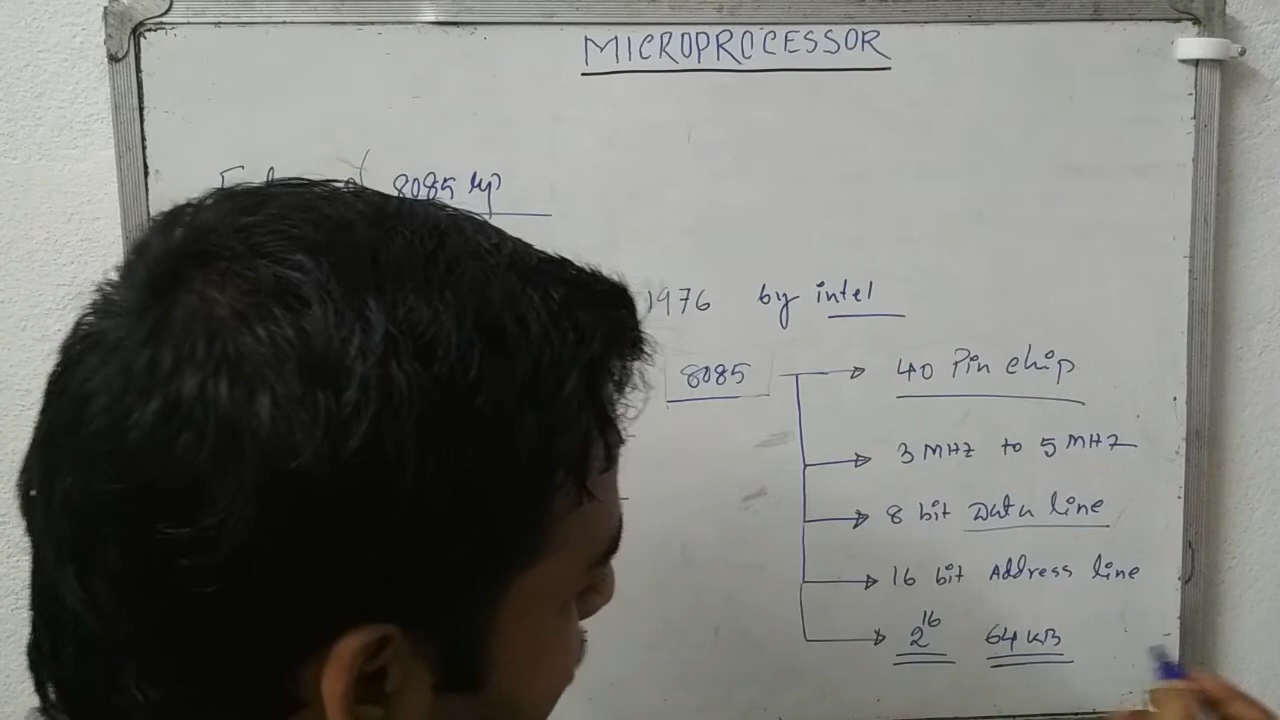 MICROPROCESSOR
8085 μp
1976 by intel
8085
40 Pin chip
3 MHZ to 5 MHZ
8 bit Data line
16 bit Address line
2^16 64 KB